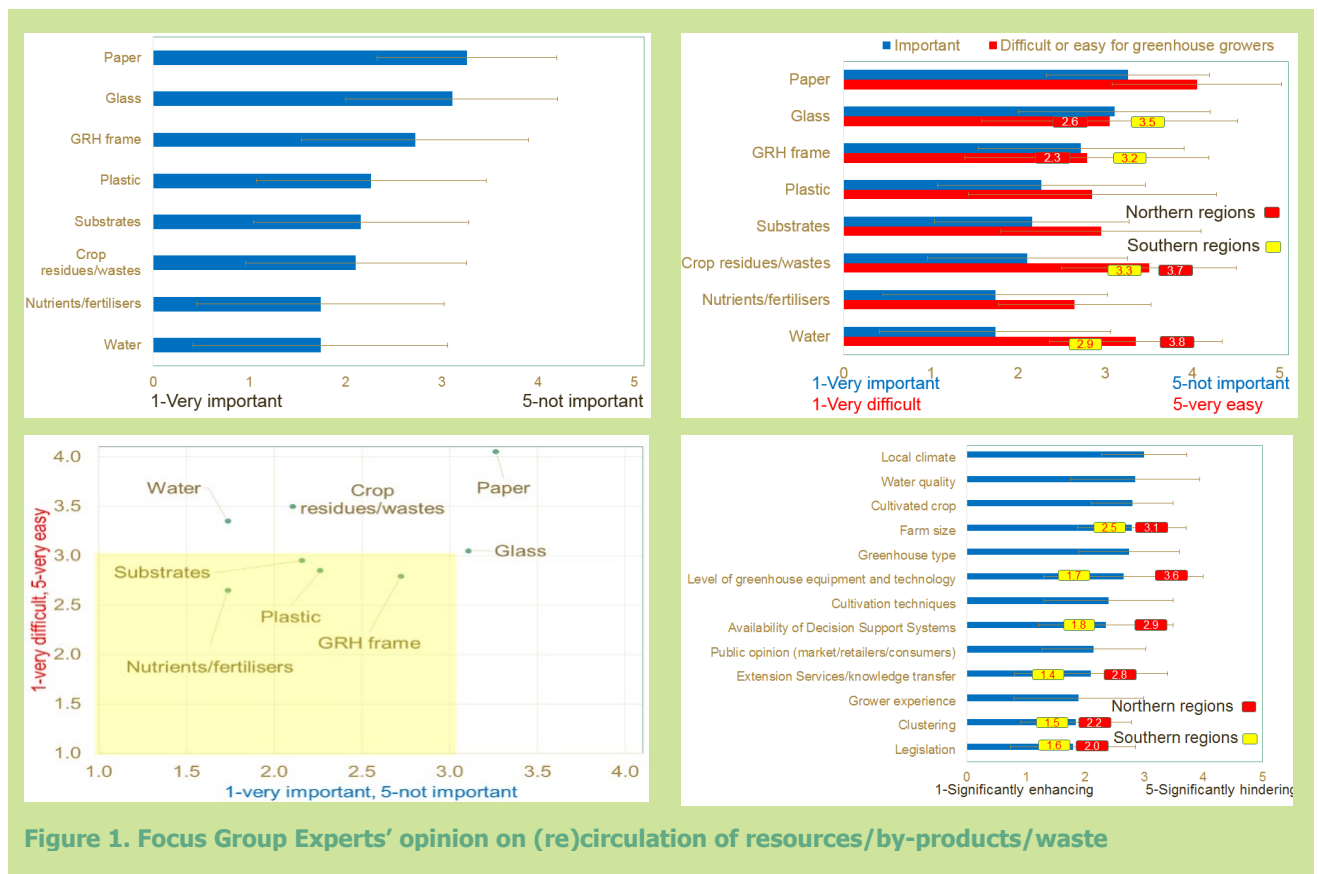 Paper
Glass
GRH frame
Plastic
Substrates
Crop
residues/wastes
Nutrients/fertilisers
Water
0 1 2 3 4 5
1-Very important 5-not important
Important Difficult or easy for greenhouse growers
Paper
Glass 2.6 3.5
GRH frame 2.3 3.2
Plastic
Northern regions
Substrates
Southern regions
Crop residues/wastes 3.3 3.7
Nutrients/fertilisers
Water 2.9 3.8
0 1 2 3 4 5
1-Very important 5-not important
1-Very difficult 5-very easy
1-very difficult, 5-very easy
4.0
3.5
3.0
2.5
2.0
1.5
1.0
Water
Crop
residues/wastes
Paper
Glass
Substrates
Plastic
GRH frame
Nutrients/fertilisers
1.0 1.5 2.0 2.5 3.0 3.5 4.0
1-very important, 5-not important
Local climate
Water quality
Cultivated crop
Farm size 2.5 3.1
Greenhouse type
Level of greenhouse equipment and technology 1.7 3.6
Cultivation techniques
Availability of Decision Support Systems 1.8 2.9
Public opinion (market/retailers/consumers)
Extension Services/knowledge transfer 1.4 2.8
Grower experience
Northern regions
Clustering 1.5 2.2
Southern regions
Legislation 1.6 2.0
0 1 2 3 4 5
1-Significantly enhancing 5-Significantly hindering
Figure 1. Focus Group Experts’ opinion on (re)circulation of resources/by-products/waste